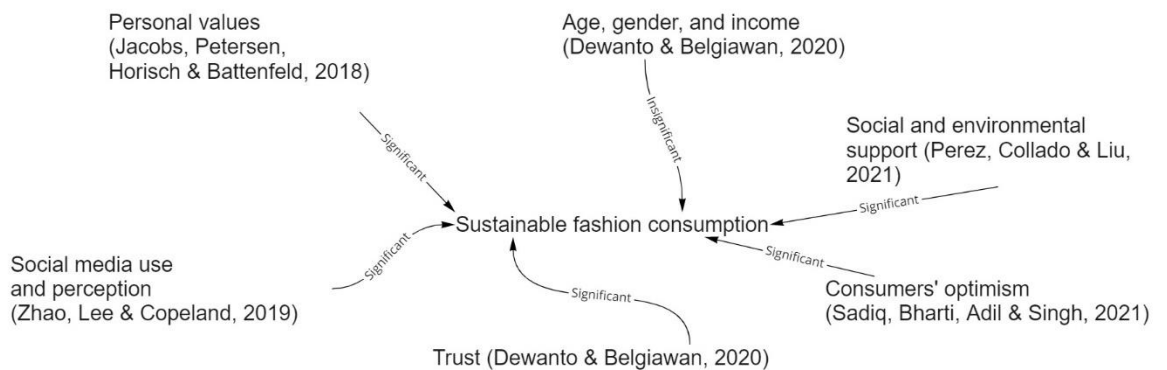 Personal values
(Jacobs, Petersen,
Horisch & Battenfeld, 2018)
Age, gender, and income
(Dewanto & Belgiawan, 2020)
Significant
Insignificant
Social and environmental
support (Perez, Collado & Liu,
2021)
Significant
Sustainable fashion consumption
Social media use
and perception
(Zhao, Lee & Copeland, 2019)
Significant
Significant
Consumers' optimism
(Sadiq, Bharti, Adil & Singh, 2021)
Significant
Trust (Dewanto & Belgiawan, 2020)